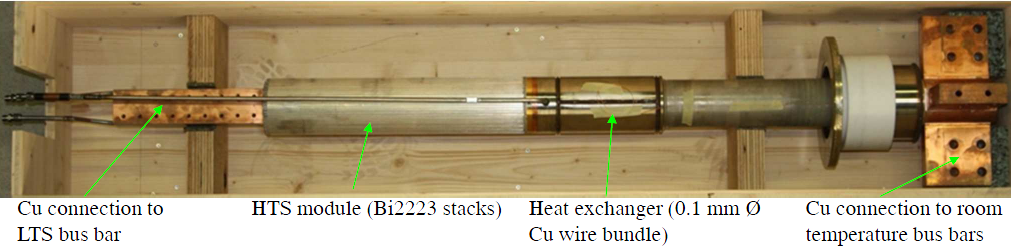 Cu connection to
LTS bus bar
HTS module (Bi2223 stacks)
Heat exchanger (0.1 mm Ø
Cu wire bundle)
Cu connection to room
temperature bus bars